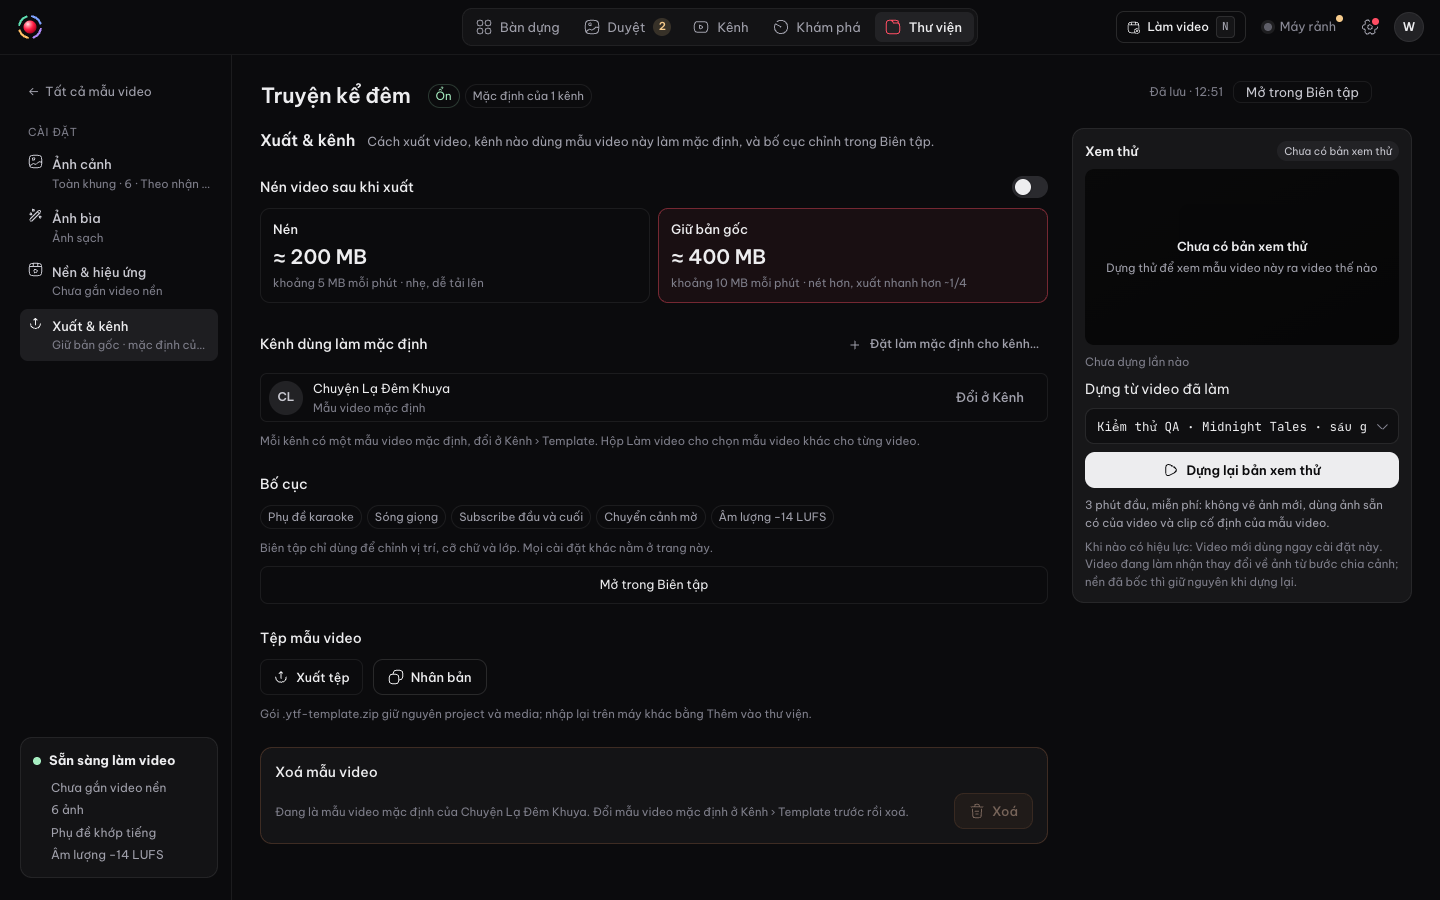 Bàn dựng
Duyệt 2
Kênh
Khám phá
Thư viện
Làm video N
Máy rảnh
W
← Tất cả mẫu video
CÀI ĐẶT
Ảnh cảnh
Toàn khung · 6 · Theo nhận ...
Ảnh bìa
Ảnh sạch
Nền & hiệu ứng
Chưa gắn video nền
Xuất & kênh
Giữ bản gốc · mặc định củ...
Sẵn sàng làm video
Chưa gắn video nền
6 ảnh
Phụ đề khớp tiếng
Âm lượng −14 LUFS
Truyện kể đêm
Ổn
Mặc định của 1 kênh
Đã lưu · 12:51
Mở trong Biên tập
Xuất & kênh
Cách xuất video, kênh nào dùng mẫu video này làm mặc định, và bố cục chỉnh trong Biên tập.
Nén video sau khi xuất
Nén
≈ 200 MB
khoảng 5 MB mỗi phút · nhẹ, dễ tải lên
Giữ bản gốc
≈ 400 MB
khoảng 10 MB mỗi phút · nét hơn, xuất nhanh hơn ~1/4
Kênh dùng làm mặc định
+ Đặt làm mặc định cho kênh...
CL
Chuyện Lạ Đêm Khuya
Mẫu video mặc định
Đổi ở Kênh
Mỗi kênh có một mẫu video mặc định, đổi ở Kênh › Template. Hộp Làm video cho chọn mẫu video khác cho từng video.
Bố cục
Phụ đề karaoke
Sóng giọng
Subscribe đầu và cuối
Chuyển cảnh mờ
Âm lượng −14 LUFS
Biên tập chỉ dùng để chỉnh vị trí, cỡ chữ và lớp. Mọi cài đặt khác nằm ở trang này.
Mở trong Biên tập
Tệp mẫu video
Xuất tệp
Nhân bản
Gói .ytf-template.zip giữ nguyên project và media; nhập lại trên máy khác bằng Thêm vào thư viện.
Xoá mẫu video
Đang là mẫu video mặc định của Chuyện Lạ Đêm Khuya. Đổi mẫu video mặc định ở Kênh › Template trước rồi xoá.
Xoá
Xem thử
Chưa có bản xem thử
Chưa có bản xem thử
Dựng thử để xem mẫu video này ra video thế nào
Chưa dựng lần nào
Dựng từ video đã làm
Kiểm thử QA · Midnight Tales · sáu g
Dựng lại bản xem thử
3 phút đầu, miễn phí: không vẽ ảnh mới, dùng ảnh sẵn
có của video và clip cố định của mẫu video.
Khi nào có hiệu lực: Video mới dùng ngay cài đặt này.
Video đang làm nhận thay đổi về ảnh từ bước chia cảnh;
nền đã bốc thì giữ nguyên khi dựng lại.